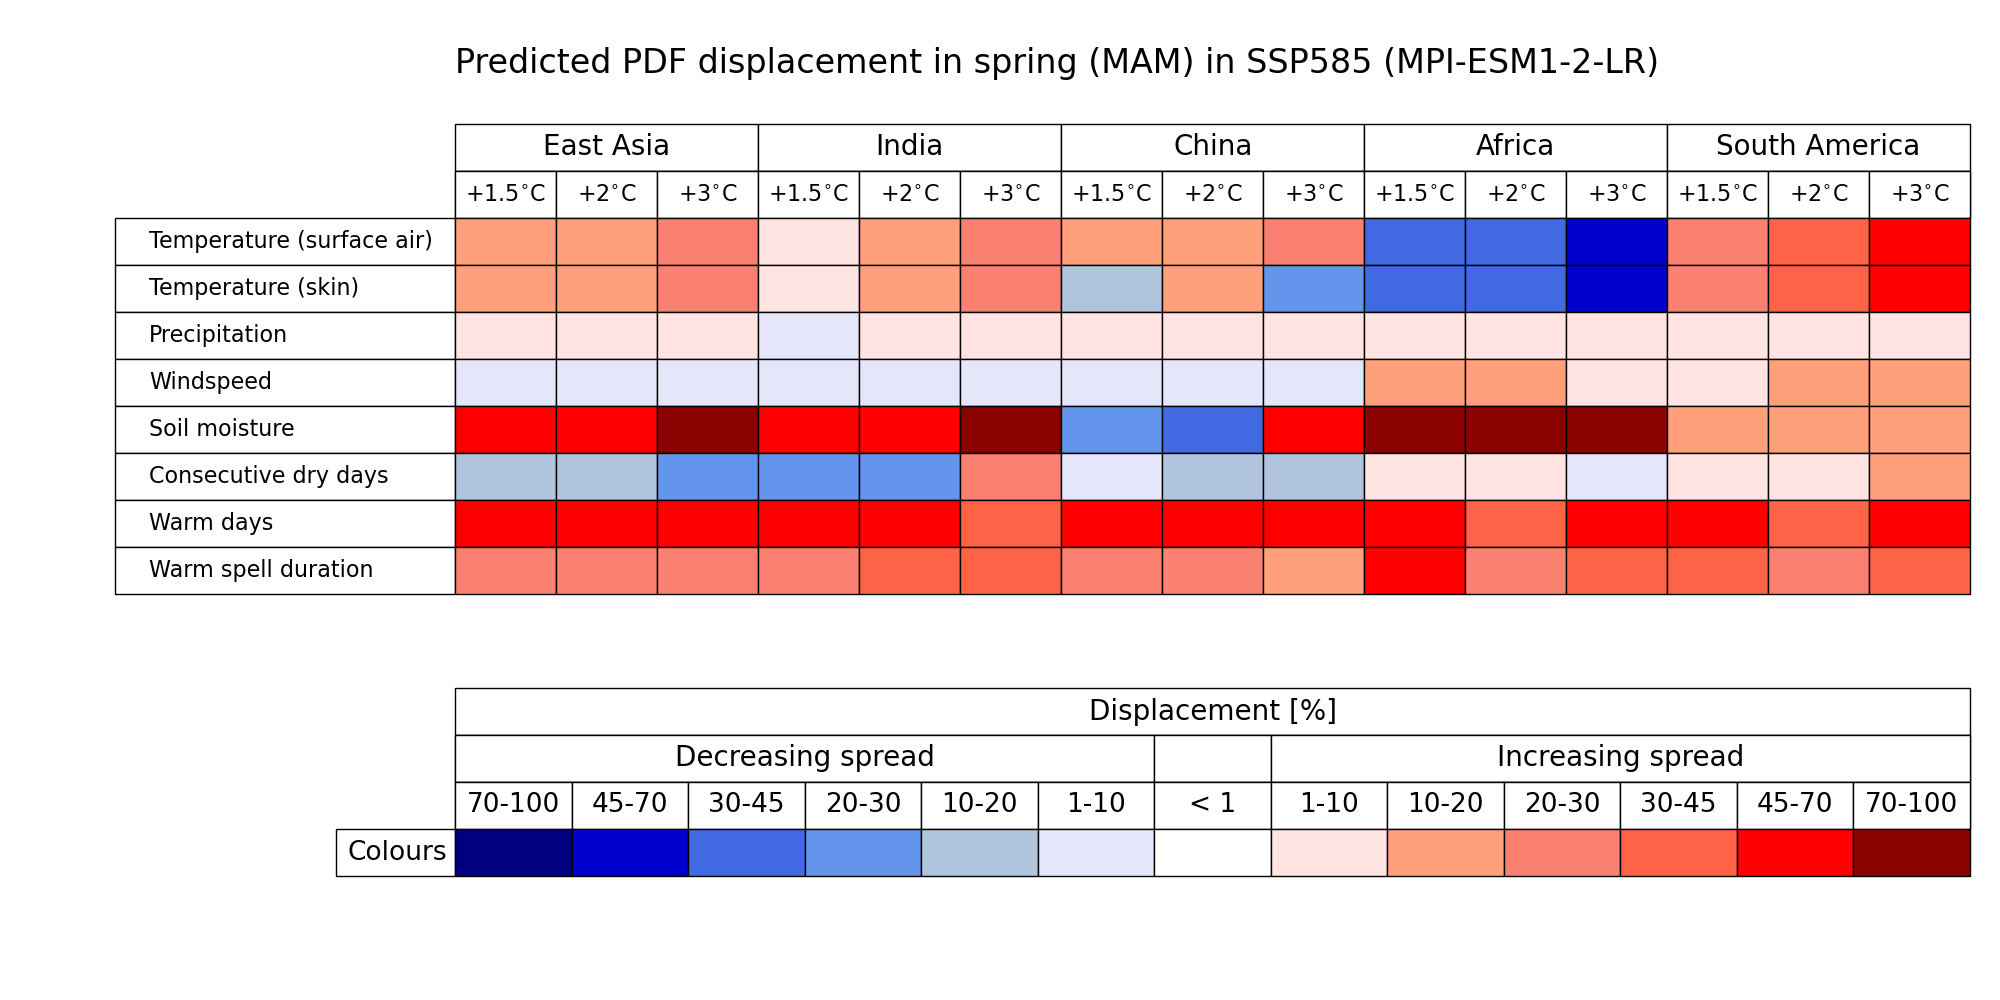 Predicted PDF displacement in spring (MAM) in SSP585 (MPI-ESM1-2-LR)
East Asia India China Africa South America
+1.5°C +2°C +3°C +1.5°C +2°C +3°C +1.5°C +2°C +3°C +1.5°C +2°C +3°C +1.5°C +2°C +3°C
Temperature (surface air)
Temperature (skin)
Precipitation
Windspeed
Soil moisture
Consecutive dry days
Warm days
Warm spell duration
Displacement [%]
Decreasing spread Increasing spread
70-100 45-70 30-45 20-30 10-20 1-10 < 1 1-10 10-20 20-30 30-45 45-70 70-100
Colours